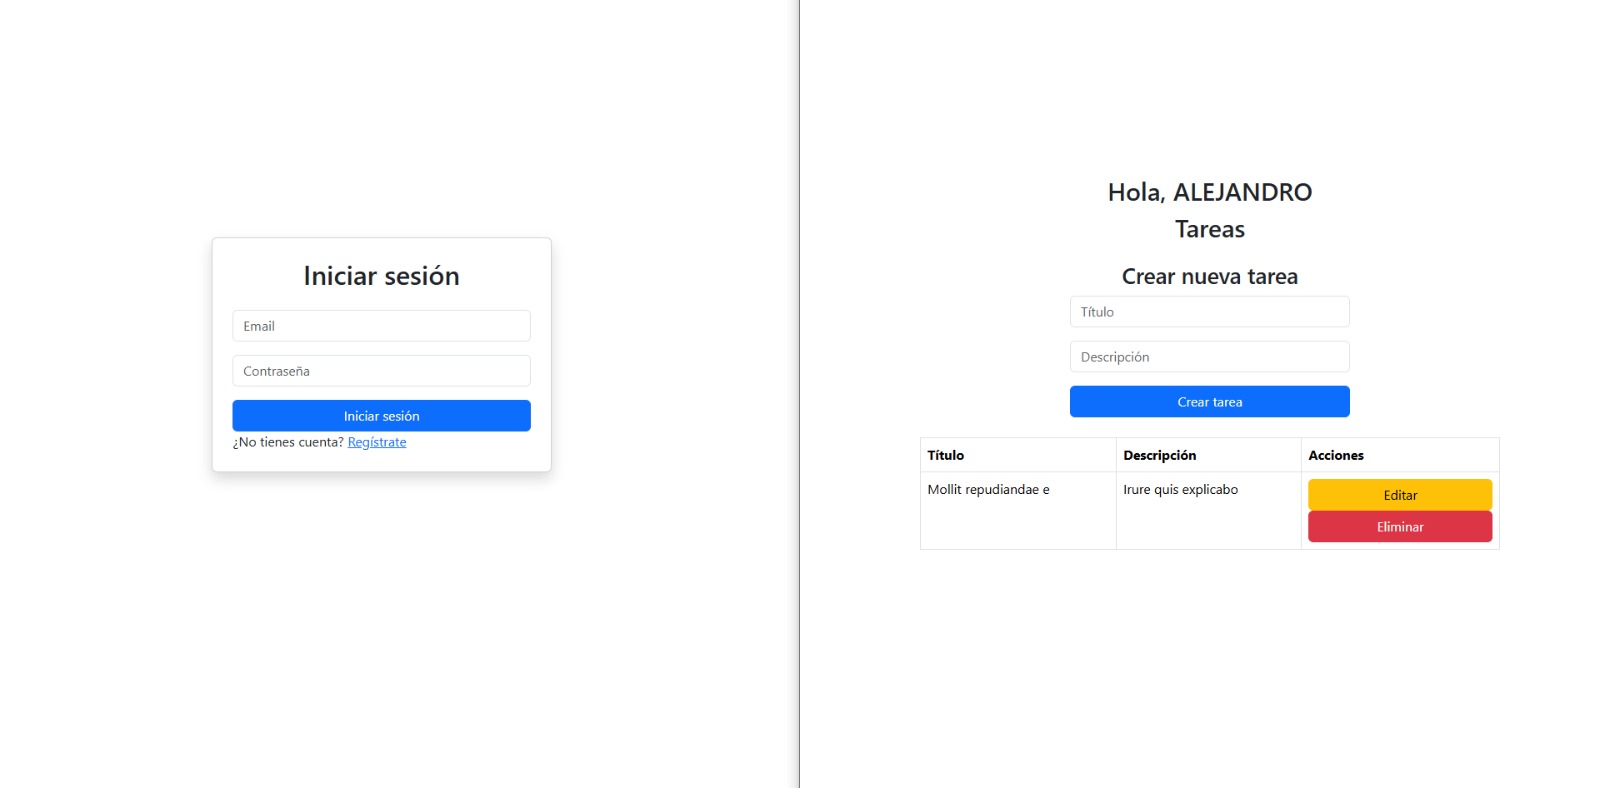 Iniciar sesión
Email
Contraseña
Iniciar sesión
¿No tienes cuenta? Regístrate
Hola, ALEJANDRO
Tareas
Crear nueva tarea
Título
Descripción
Crear tarea
Título Descripción Acciones
Mollit repudiandae e Irure quis explicabo Editar
Eliminar